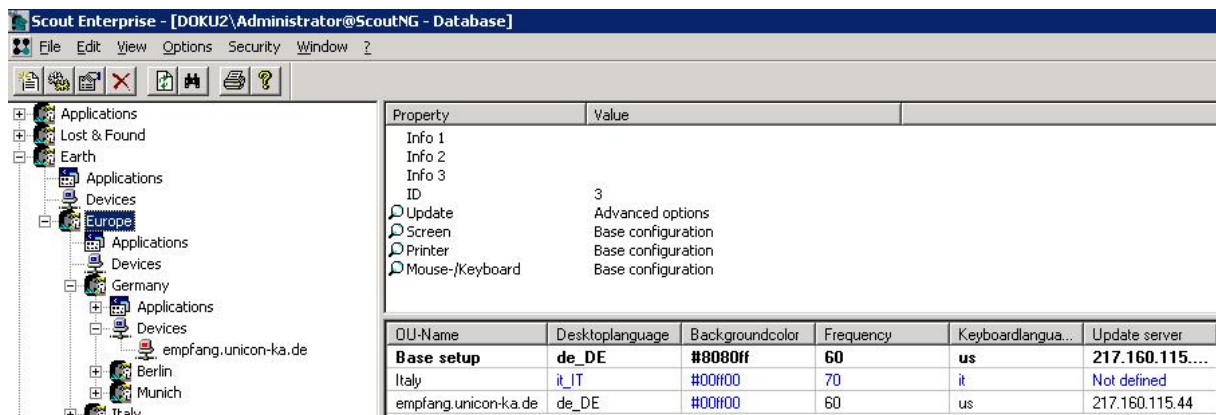 Scout Enterprise - [DOKU2\Administrator@ScoutNG - Database]
File Edit View Options Security Window ?
Applications
Lost & Found
Earth
Applications
Devices
Europe
Applications
Devices
Germany
Applications
Devices
empfang.unicon-ka.de
Berlin
Munich
Italy
Property Value
Info 1
Info 2
Info 3
ID 3
Update Advanced options
Screen Base configuration
Printer Base configuration
Mouse-/Keyboard Base configuration
OU-Name Desktoplanguage Backgroundcolor Frequency Keyboardlangua... Update server
Base setup de_DE #8080ff 60 us 217.160.115....
Italy it_IT #00ff00 70 it Not defined
empfang.unicon-ka.de de_DE #00ff00 60 us 217.160.115.44